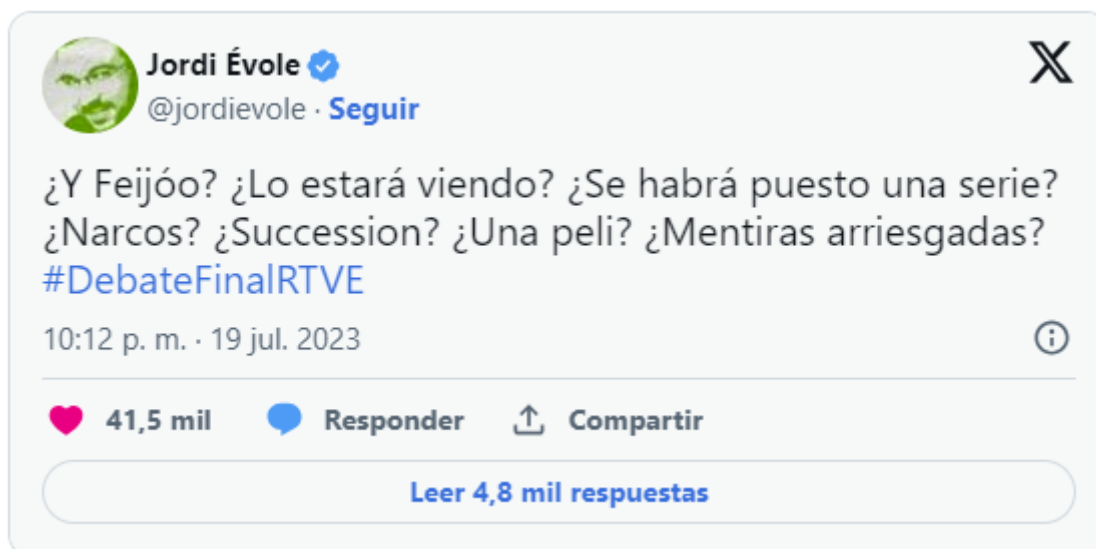 Jordi Évole
@jordievole · Seguir
¿Y Feijóo? ¿Lo estará viendo? ¿Se habrá puesto una serie?
¿Narcos? ¿Succession? ¿Una peli? ¿Mentiras arriesgadas?
#DebateFinalRTVE
10:12 p. m. · 19 jul. 2023
41,5 mil Responder Compartir
Leer 4,8 mil respuestas